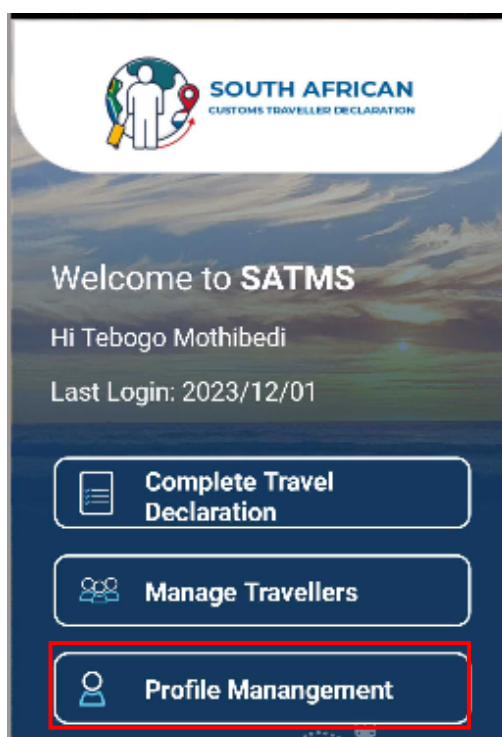 SOUTH AFRICAN
CUSTOMS TRAVELLER DECLARATION
Welcome to SATMS
Hi Tebogo Mothibedi
Last Login: 2023/12/01
Complete Travel
Declaration
Manage Travellers
Profile Manangement